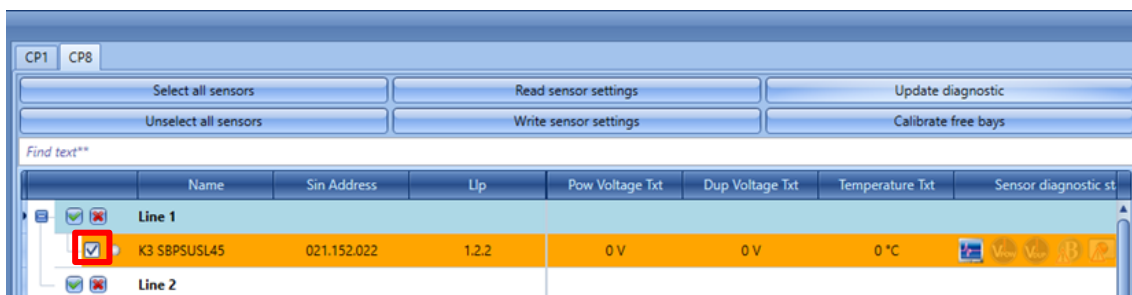 CP1 CP8
Select all sensors Read sensor settings Update diagnostic
Unselect all sensors Write sensor settings Calibrate free bays
Find text**
Name Sin Address Llp Pow Voltage Txt Dup Voltage Txt Temperature Txt Sensor diagnostic st
Line 1
K3 SBPSUSL45 021.152.022 1.2.2 0 V 0 V 0 °C
Line 2